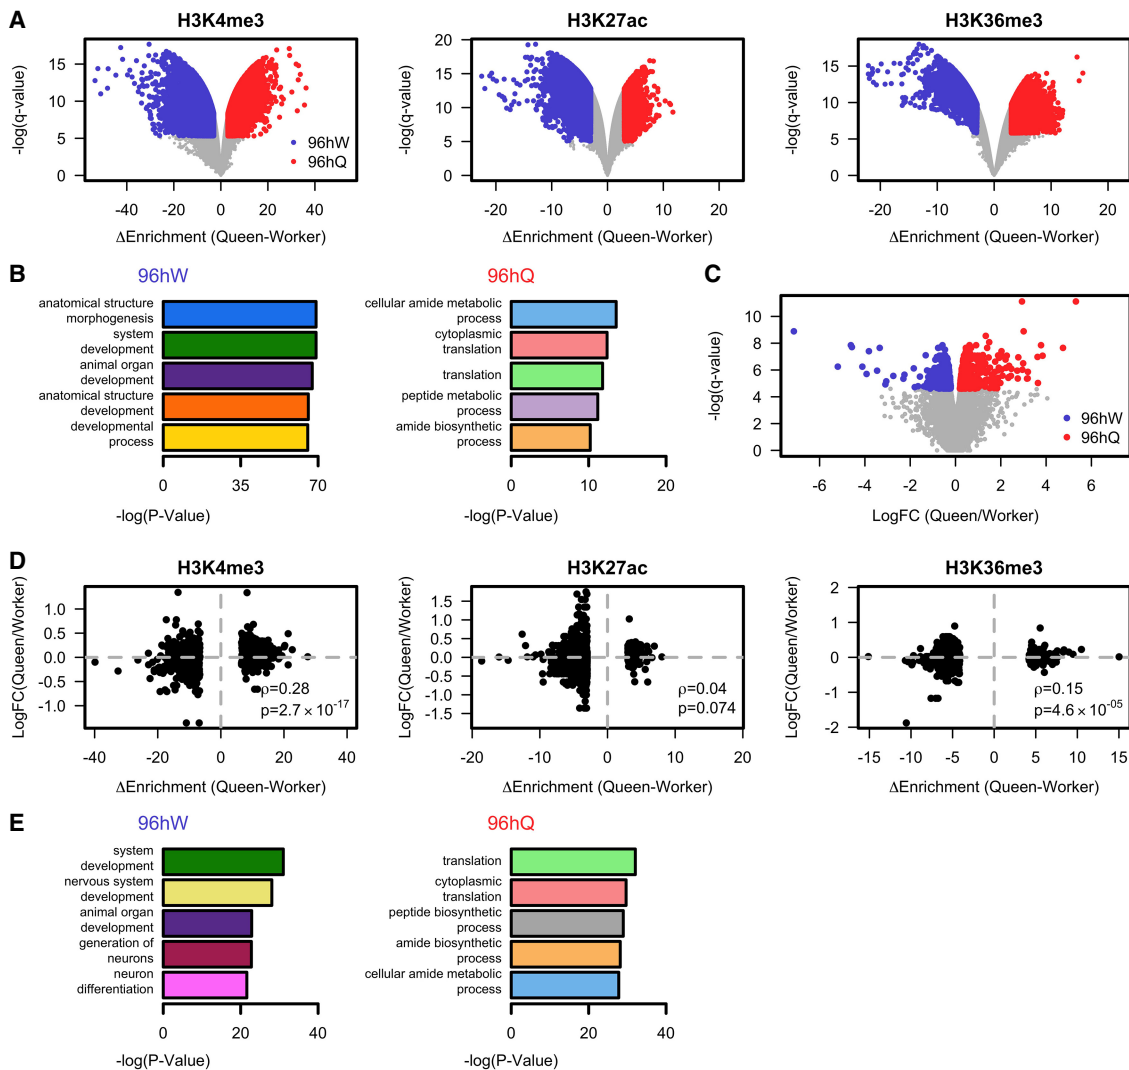 A
H3K4me3
H3K27ac
H3K36me3
-log(q-value)
15
10
5
0
-40
-20
0
20
40
96hW
96hQ
ΔEnrichment (Queen-Worker)
-log(q-value)
20
15
10
5
0
-20
-10
0
10
20
ΔEnrichment (Queen-Worker)
-log(q-value)
15
10
5
0
-20
-10
0
10
20
ΔEnrichment (Queen-Worker)
B
96hW
anatomical structure
morphogenesis
system
development
animal organ
development
anatomical structure
development
developmental
process
0
35
70
-log(P-Value)
96hQ
cellular amide metabolic
process
cytoplasmic
translation
translation
peptide metabolic
process
amide biosynthetic
process
0
10
20
-log(P-Value)
C
-log(q-value)
10
8
6
4
2
0
-6
-4
-2
0
2
4
6
96hW
96hQ
LogFC (Queen/Worker)
D
H3K4me3
H3K27ac
H3K36me3
LogFC(Queen/Worker)
1.0
0.5
0.0
-0.5
-1.0
ρ=0.28
p=2.7 × 10-17
-40
-20
0
20
40
ΔEnrichment (Queen-Worker)
LogFC(Queen/Worker)
1.5
1.0
0.5
0.0
-0.5
-1.0
-1.5
ρ=0.04
p=0.074
-20
-10
0
10
20
ΔEnrichment (Queen-Worker)
LogFC(Queen/Worker)
2
1
0
-1
-2
ρ=0.15
p=4.6 × 10-05
-15
-10
-5
0
5
10
15
ΔEnrichment (Queen-Worker)
E
96hW
system
development
nervous system
development
animal organ
development
generation of
neurons
neuron
differentiation
0
20
40
-log(P-Value)
96hQ
translation
cytoplasmic
translation
peptide biosynthetic
process
amide biosynthetic
process
cellular amide metabolic
process
0
20
40
-log(P-Value)